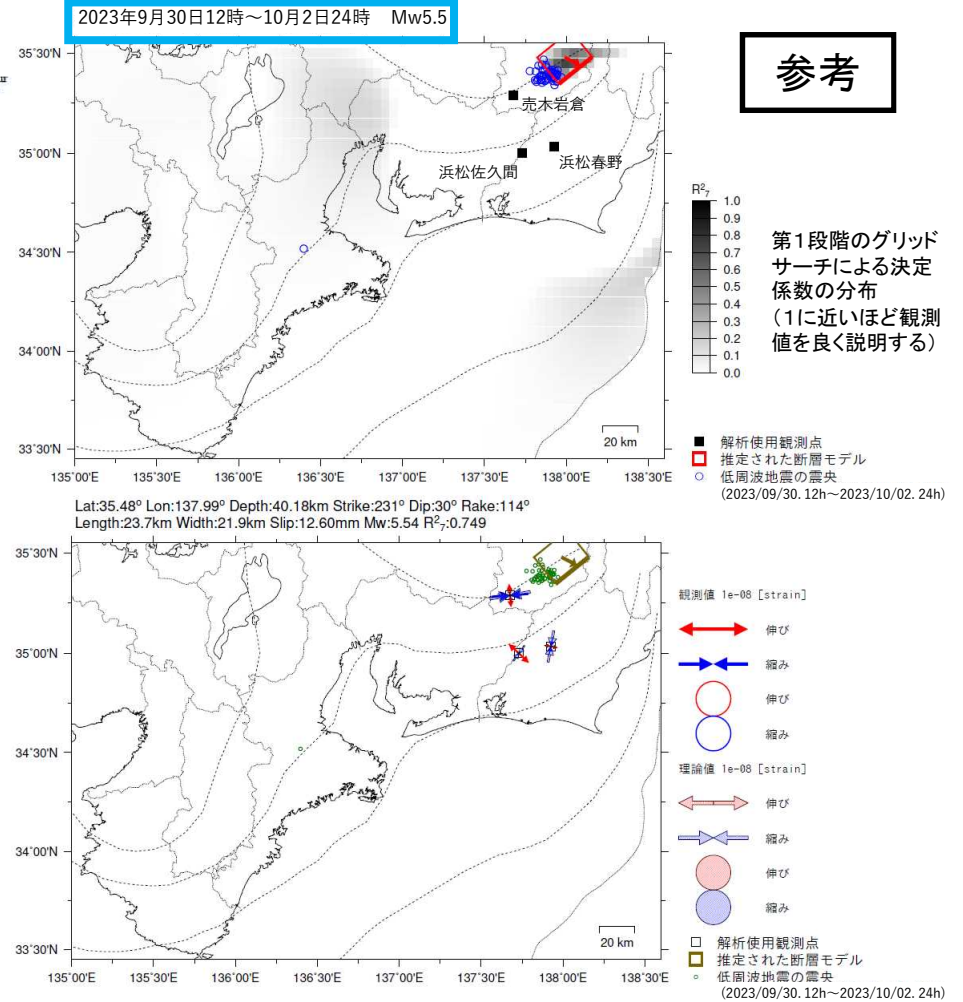 2023年9月30日12時～10月2日24時 Mw5.5
参考
35°30'N
35°00'N
34°30'N
34°00'N
33°30'N
売木岩倉
浜松佐久間
浜松春野
20 km
135°00'E 135°30'E 136°00'E 136°30'E 137°00'E 137°30'E 138°00'E 138°30'E
R²₇
1.0
0.9
0.8
0.7
0.6
0.5
0.4
0.3
0.2
0.1
0.0
第１段階のグリッド
サーチによる決定
係数の分布
（１に近いほど観測
値を良く説明する）
解析使用観測点
推定された断層モデル
低周波地震の震央
(2023/09/30.12h～2023/10/02.24h)
Lat:35.48° Lon:137.99° Depth:40.18km Strike:231° Dip:30° Rake:114°
Length:23.7km Width:21.9km Slip:12.60mm Mw:5.54 R²₇:0.749
35°30'N
35°00'N
34°30'N
34°00'N
33°30'N
20 km
135°00'E 135°30'E 136°00'E 136°30'E 137°00'E 137°30'E 138°00'E 138°30'E
観測値 1e-08 [strain]
伸び
縮み
伸び
縮み
理論値 1e-08 [strain]
伸び
縮み
伸び
縮み
解析使用観測点
推定された断層モデル
低周波地震の震央
(2023/09/30.12h～2023/10/02.24h)